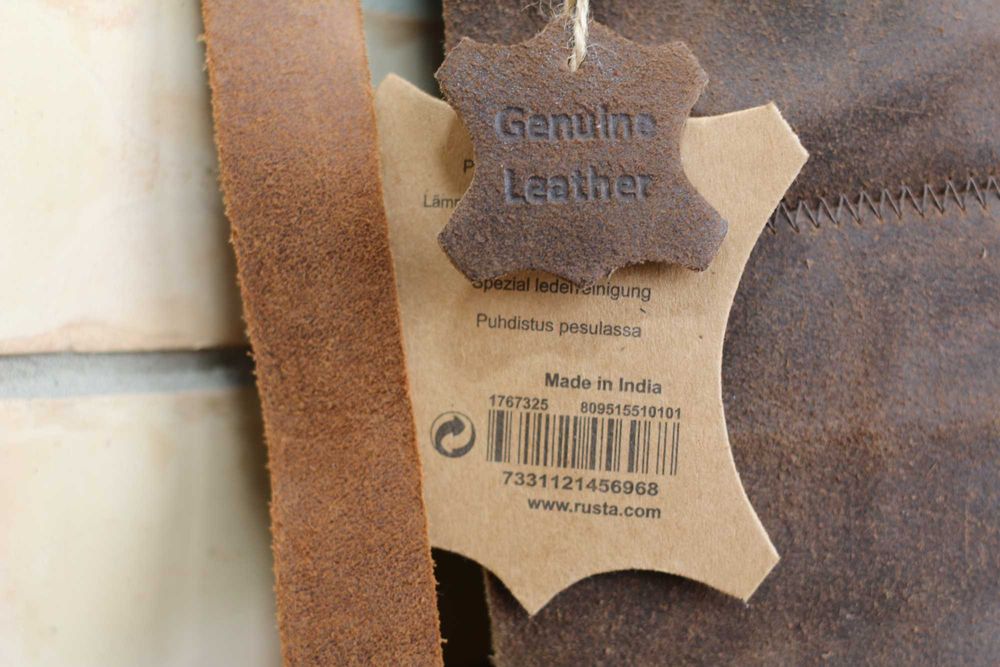 Genuine
Leather
Spezial lederreinigung
Puhdistus pesulassa
Made in India
1767325 809515510101
7331121456968
www.rusta.com